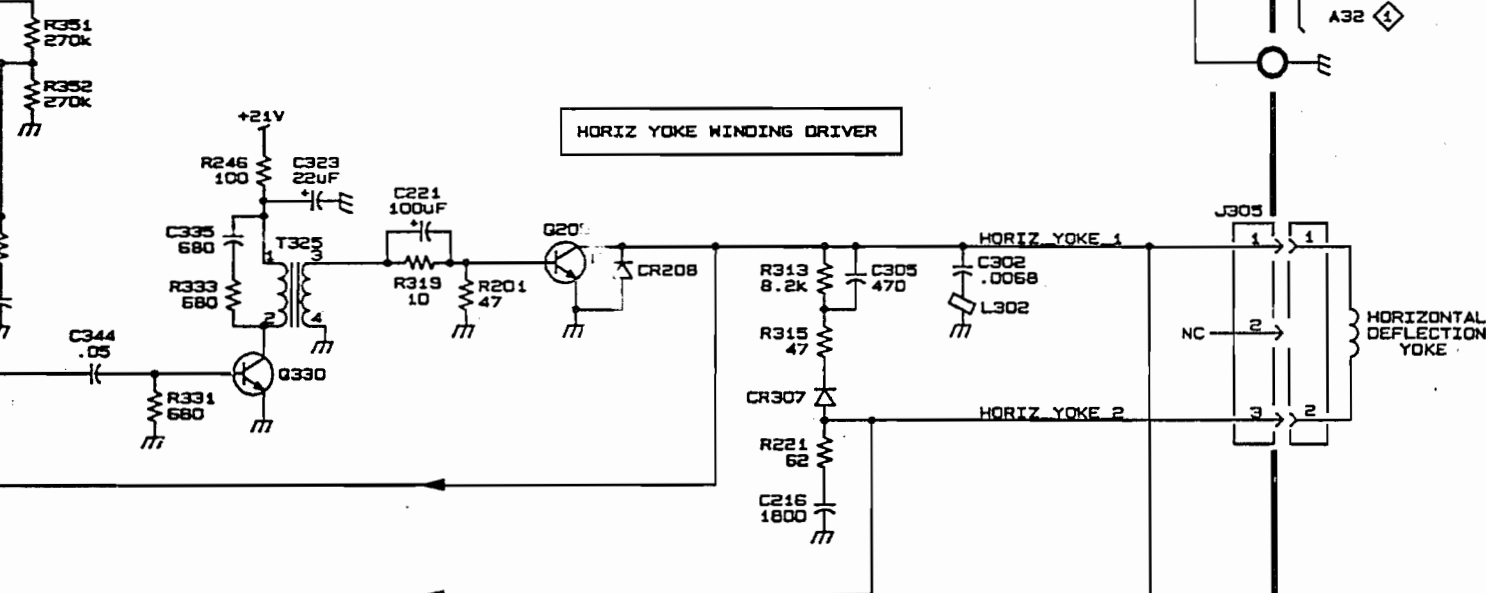 R351
270k
R352
270k
A32 1
+21V
HORIZ YOKE WINDING DRIVER
R246
100
C323
22uF
+
C221
100uF
+
C335
680
T325
1
3
R333
680
2
4
R319
10
R201
47
CR208
C344
.05
Q330
R331
680
R313
8.2k
C305
470
HORIZ YOKE 1
C302
.0068
L302
R315
47
CR307
HORIZ YOKE 2
R221
62
C216
1800
J305
1
1
NC
2
3
2
HORIZONTAL
DEFLECTION
YOKE